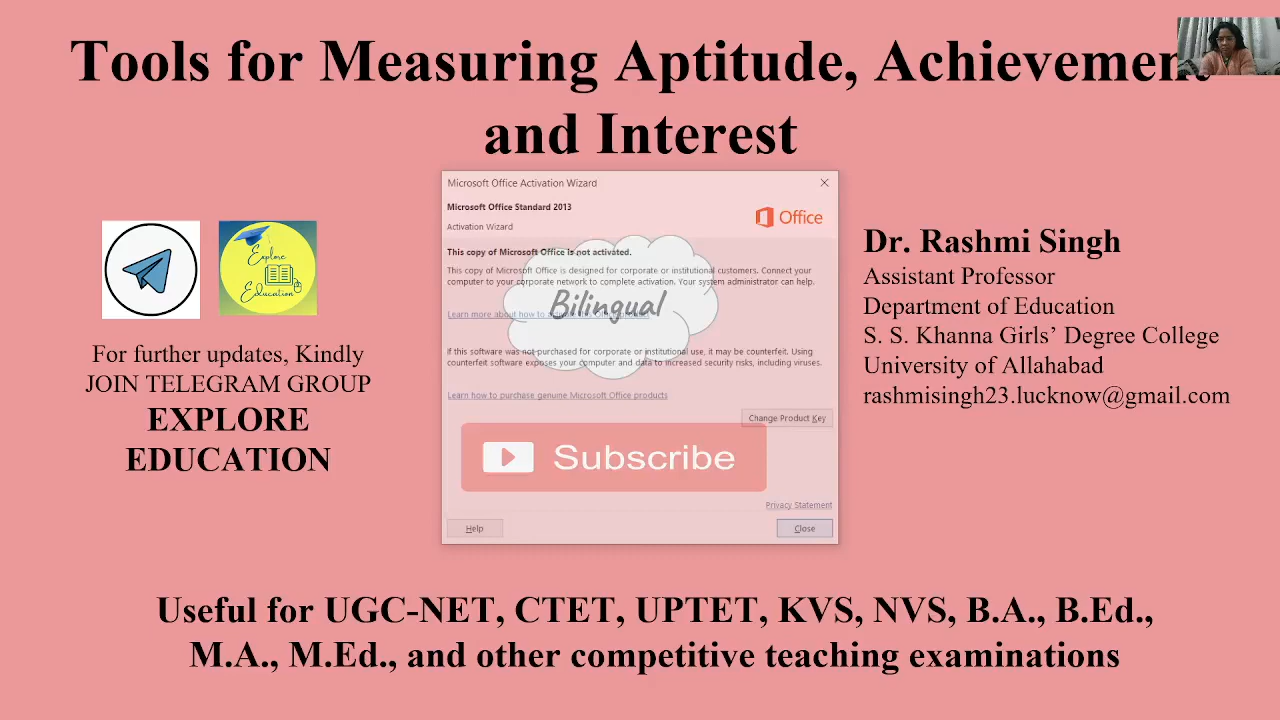 Tools for Measuring Aptitude, Achievement
and Interest
Microsoft Office Activation Wizard
Microsoft Office Standard 2013
Activation Wizard
Office
This copy of Microsoft Office is not activated.
This copy of Microsoft Office is designed for corporate or institutional customers. Connect your
computer to your corporate network to complete activation. Your system administrator can help.
Bilingual
Learn more about how to
If this software was not purchased for corporate or institutional use, it may be counterfeit. Using
counterfeit software exposes your computer and data to increased security risks, including viruses.
Learn how to purchase genuine Microsoft Office products
Change Product Key
Subscribe
Privacy Statement
Help
Close
Explore
Education
For further updates, Kindly
JOIN TELEGRAM GROUP
EXPLORE
EDUCATION
Dr. Rashmi Singh
Assistant Professor
Department of Education
S. S. Khanna Girls’ Degree College
University of Allahabad
rashmisingh23.lucknow@gmail.com
Useful for UGC-NET, CTET, UPTET, KVS, NVS, B.A., B.Ed.,
M.A., M.Ed., and other competitive teaching examinations